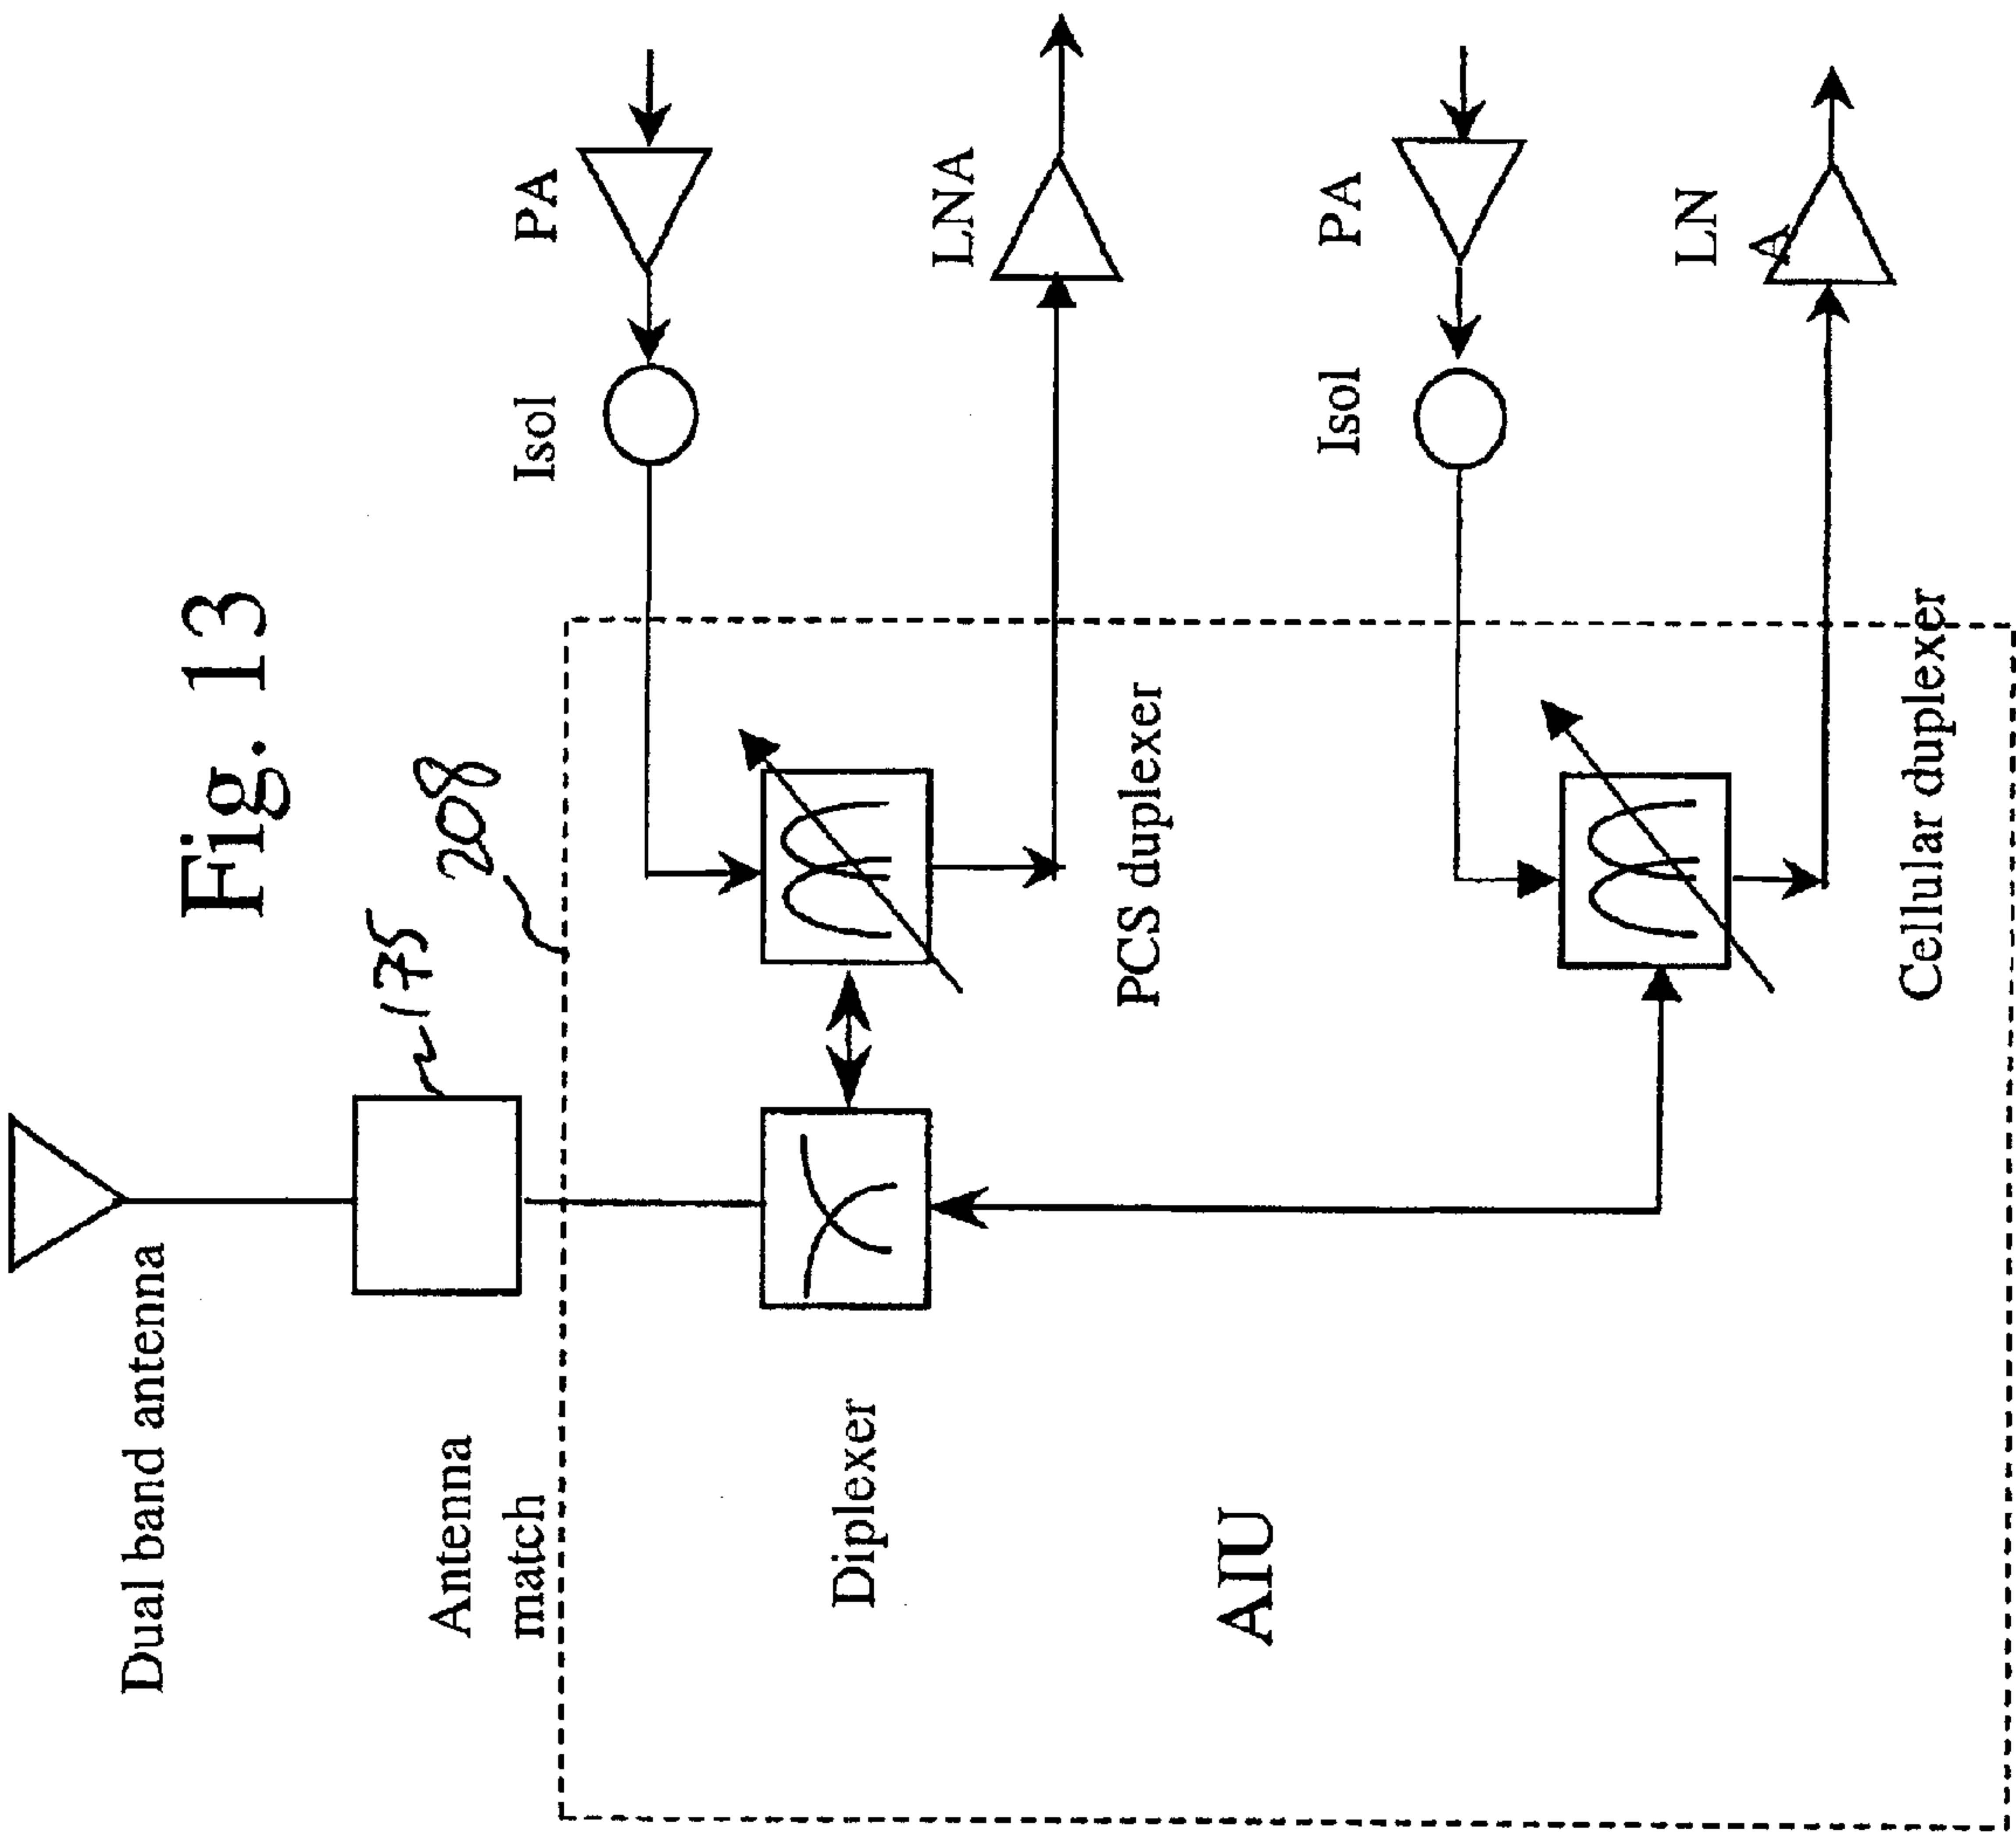 Fig. 13
Dual band antenna
175
Antenna
match
208
Diplexer
AIU
PCS duplexer
Cellular duplexer
Isol
PA
LNA
Isol
PA
LN
A